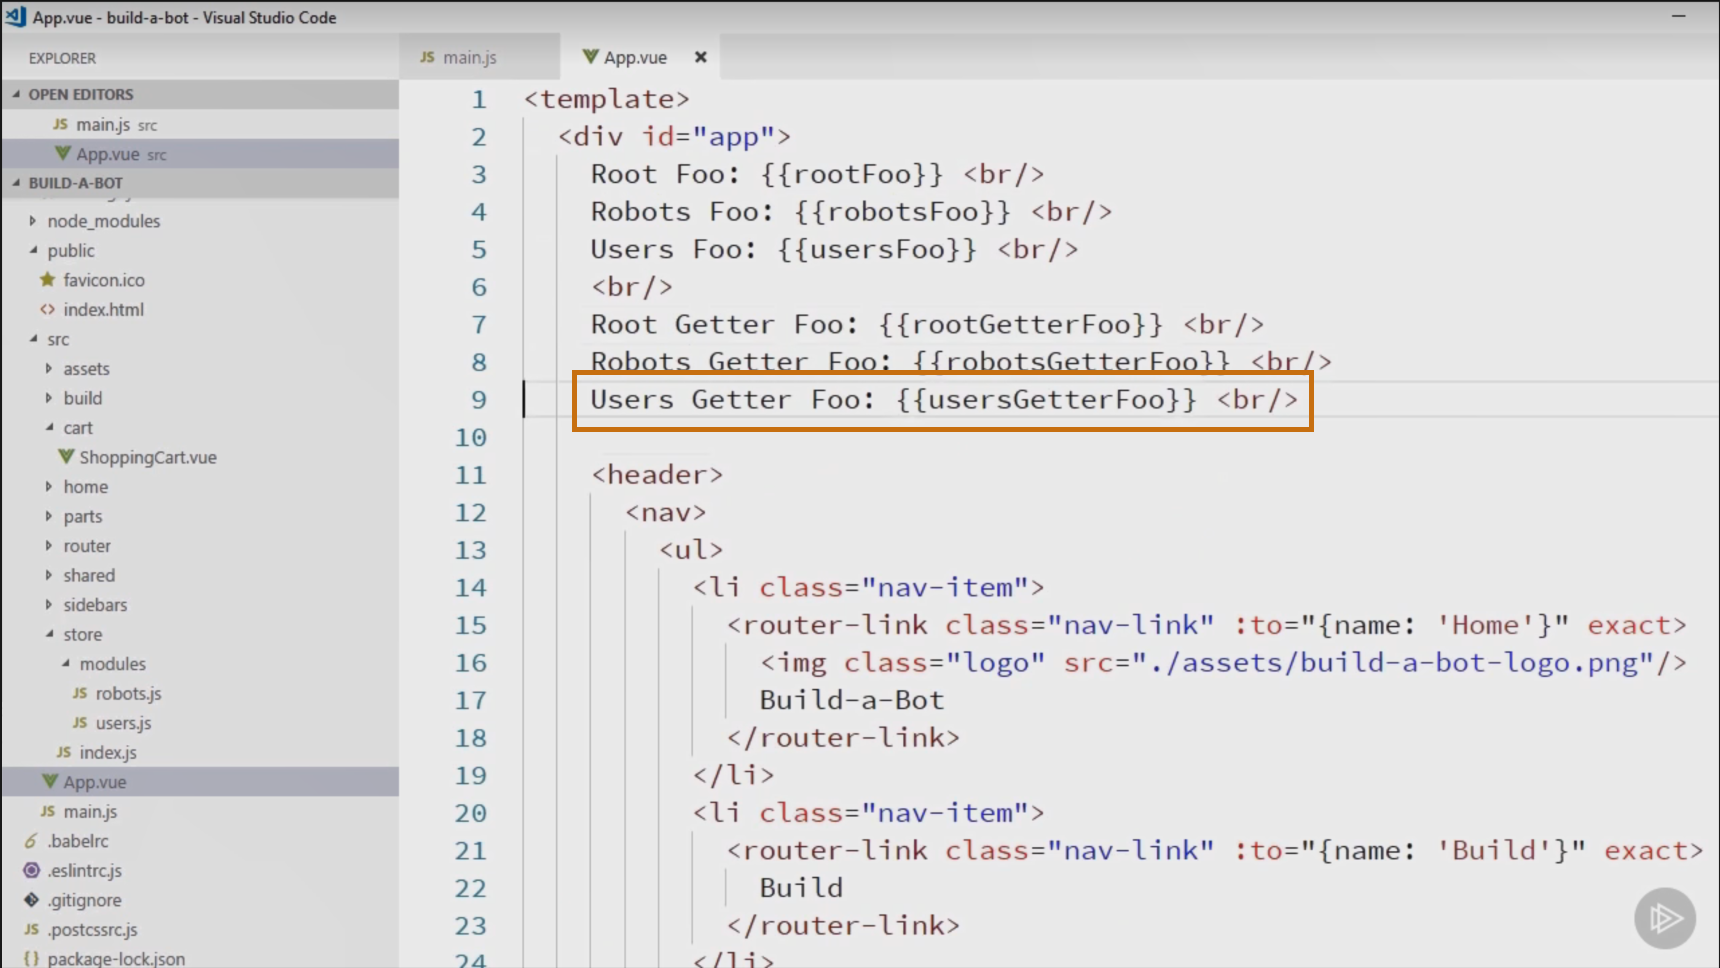 App.vue - build-a-bot - Visual Studio Code
EXPLORER
OPEN EDITORS
JS main.js src
App.vue src
BUILD-A-BOT
node_modules
public
favicon.ico
<> index.html
src
assets
build
cart
ShoppingCart.vue
home
parts
router
shared
sidebars
store
modules
JS robots.js
JS users.js
JS index.js
App.vue
JS main.js
6 .babelrc
.eslintrc.js
.gitignore
JS .postcssrc.js
{} package-lock.json
JS main.js
App.vue ×
1 <template>
2 <div id="app">
3 Root Foo: {{rootFoo}} <br/>
4 Robots Foo: {{robotsFoo}} <br/>
5 Users Foo: {{usersFoo}} <br/>
6 <br/>
7 Root Getter Foo: {{rootGetterFoo}} <br/>
8 Robots Getter Foo: {{robotsGetterFoo}} <br/>
9 Users Getter Foo: {{usersGetterFoo}} <br/>
10
11 <header>
12 <nav>
13 <ul>
14 <li class="nav-item">
15 <router-link class="nav-link" :to="{name: 'Home'}" exact>
16 <img class="logo" src="./assets/build-a-bot-logo.png"/>
17 Build-a-Bot
18 </router-link>
19 </li>
20 <li class="nav-item">
21 <router-link class="nav-link" :to="{name: 'Build'}" exact>
22 Build
23 </router-link>
24 </li>